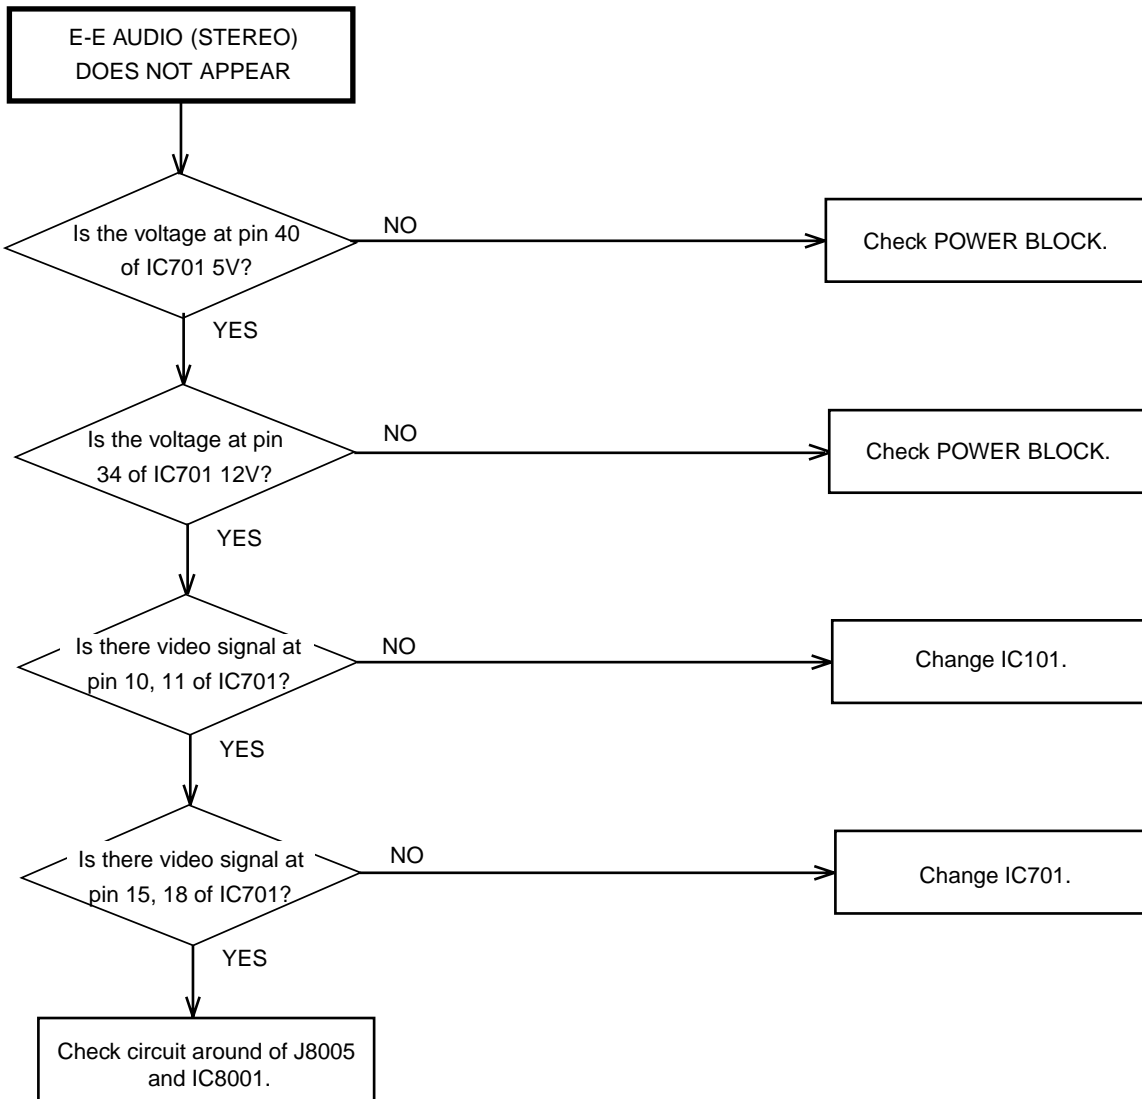 E-E AUDIO (STEREO)
DOES NOT APPEAR
Is the voltage at pin 40
of IC701 5V?
NO
Check POWER BLOCK.
YES
Is the voltage at pin
34 of IC701 12V?
NO
Check POWER BLOCK.
YES
Is there video signal at
pin 10, 11 of IC701?
NO
Change IC101.
YES
Is there video signal at
pin 15, 18 of IC701?
NO
Change IC701.
YES
Check circuit around of J8005
and IC8001.